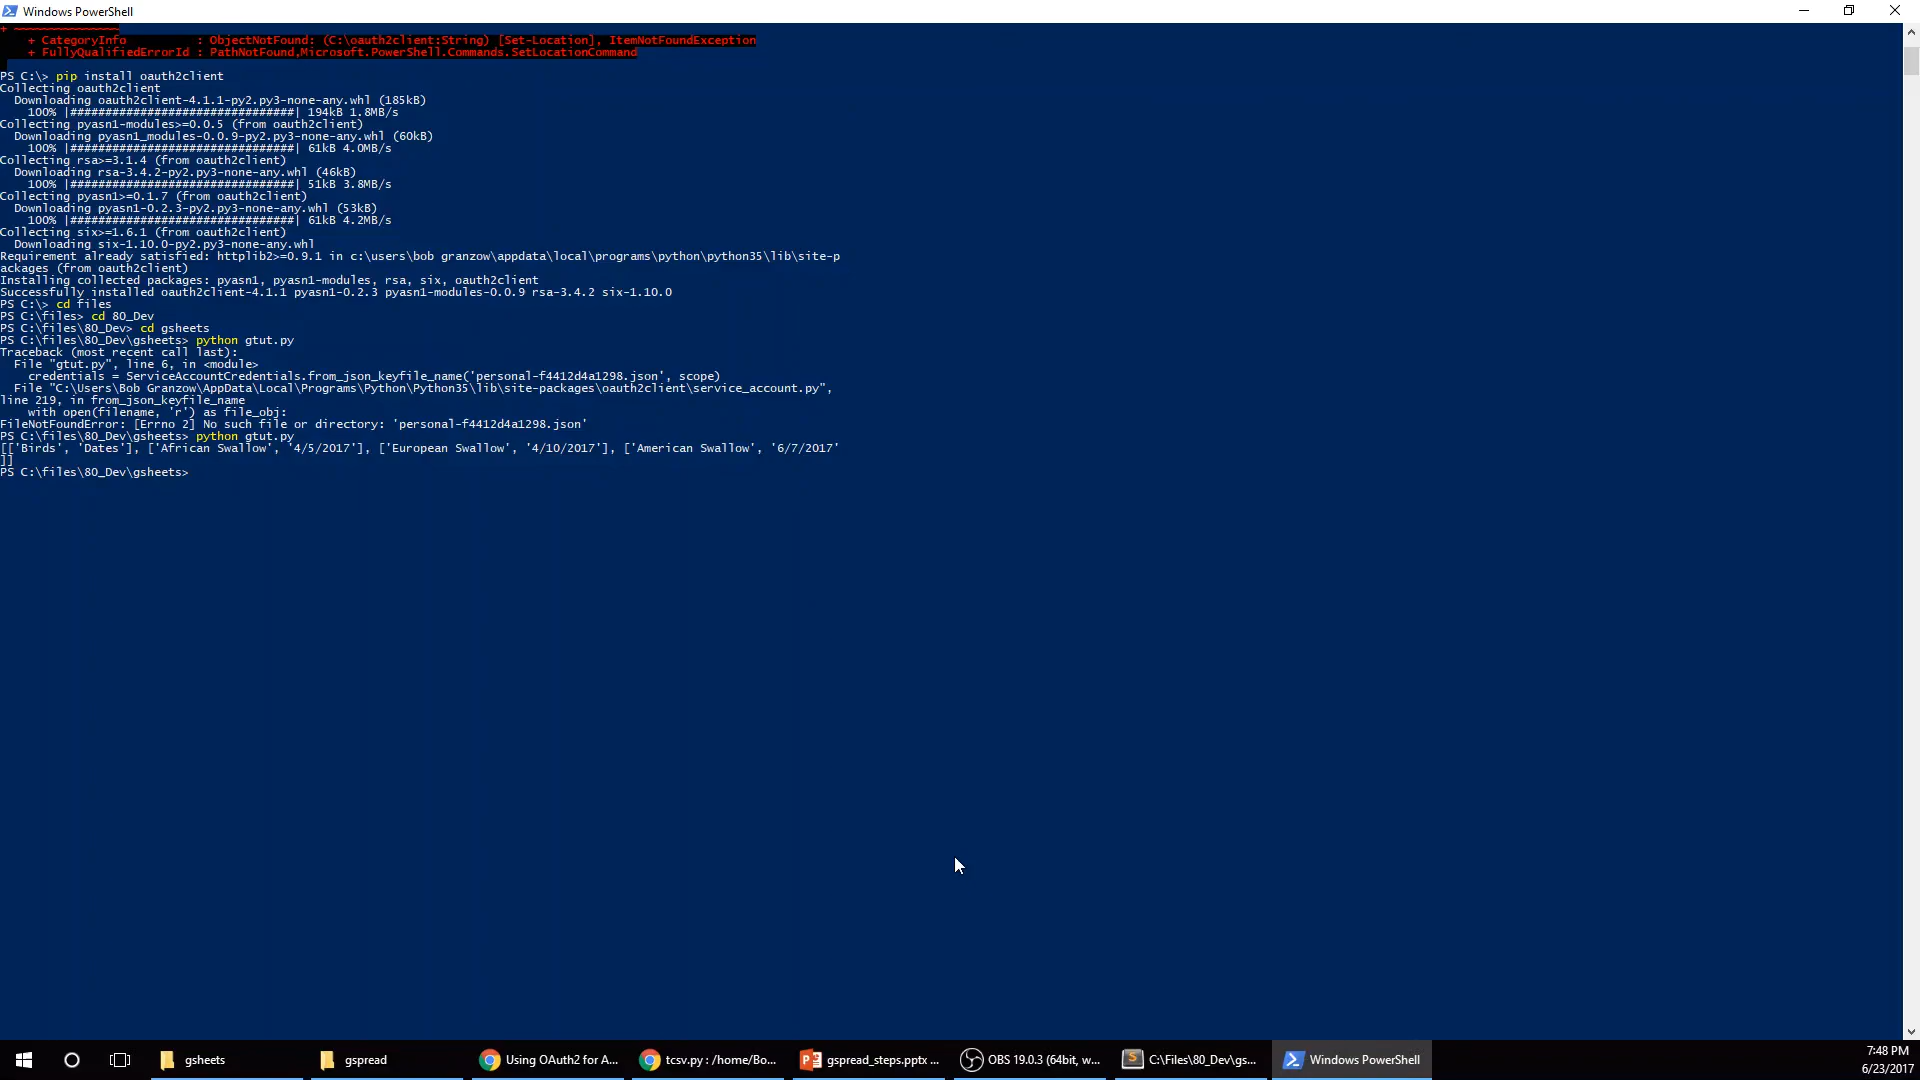 Windows PowerShell
+ ~~~~~~~~~~~~~~~
+ CategoryInfo : ObjectNotFound: (C:\oauth2client:String) [Set-Location], ItemNotFoundException
+ FullyQualifiedErrorId : PathNotFound,Microsoft.PowerShell.Commands.SetLocationCommand
PS C:\> pip install oauth2client
Collecting oauth2client
Downloading oauth2client-4.1.1-py2.py3-none-any.whl (185kB)
100% |################################| 194kB 1.8MB/s
Collecting pyasn1-modules>=0.0.5 (from oauth2client)
Downloading pyasn1_modules-0.0.9-py2.py3-none-any.whl (60kB)
100% |################################| 61kB 4.0MB/s
Collecting rsa>=3.1.4 (from oauth2client)
Downloading rsa-3.4.2-py2.py3-none-any.whl (46kB)
100% |################################| 51kB 3.8MB/s
Collecting pyasn1>=0.1.7 (from oauth2client)
Downloading pyasn1-0.2.3-py2.py3-none-any.whl (53kB)
100% |################################| 61kB 4.2MB/s
Collecting six>=1.6.1 (from oauth2client)
Downloading six-1.10.0-py2.py3-none-any.whl
Requirement already satisfied: httplib2>=0.9.1 in c:\users\bob granzow\appdata\local\programs\python\python35\lib\site-p
ackages (from oauth2client)
Installing collected packages: pyasn1, pyasn1-modules, rsa, six, oauth2client
Successfully installed oauth2client-4.1.1 pyasn1-0.2.3 pyasn1-modules-0.0.9 rsa-3.4.2 six-1.10.0
PS C:\> cd files
PS C:\files> cd 80_Dev
PS C:\files\80_Dev> cd gsheets
PS C:\files\80_Dev\gsheets> python gtut.py
Traceback (most recent call last):
File "gtut.py", line 6, in <module>
credentials = ServiceAccountCredentials.from_json_keyfile_name('personal-f4412d4a1298.json', scope)
File "C:\Users\Bob Granzow\AppData\Local\Programs\Python\Python35\lib\site-packages\oauth2client\service_account.py",
line 219, in from_json_keyfile_name
with open(filename, 'r') as file_obj:
FileNotFoundError: [Errno 2] No such file or directory: 'personal-f4412d4a1298.json'
PS C:\files\80_Dev\gsheets> python gtut.py
[['Birds', 'Dates'], ['African Swallow', '4/5/2017'], ['European Swallow', '4/10/2017'], ['American Swallow', '6/7/2017'
]]
PS C:\files\80_Dev\gsheets>
gsheets
gspread
Using OAuth2 for A...
tcsv.py : /home/Bo...
gspread_steps.pptx ...
OBS 19.0.3 (64bit, w...
C:\Files\80_Dev\gs...
Windows PowerShell
7:48 PM
6/23/2017